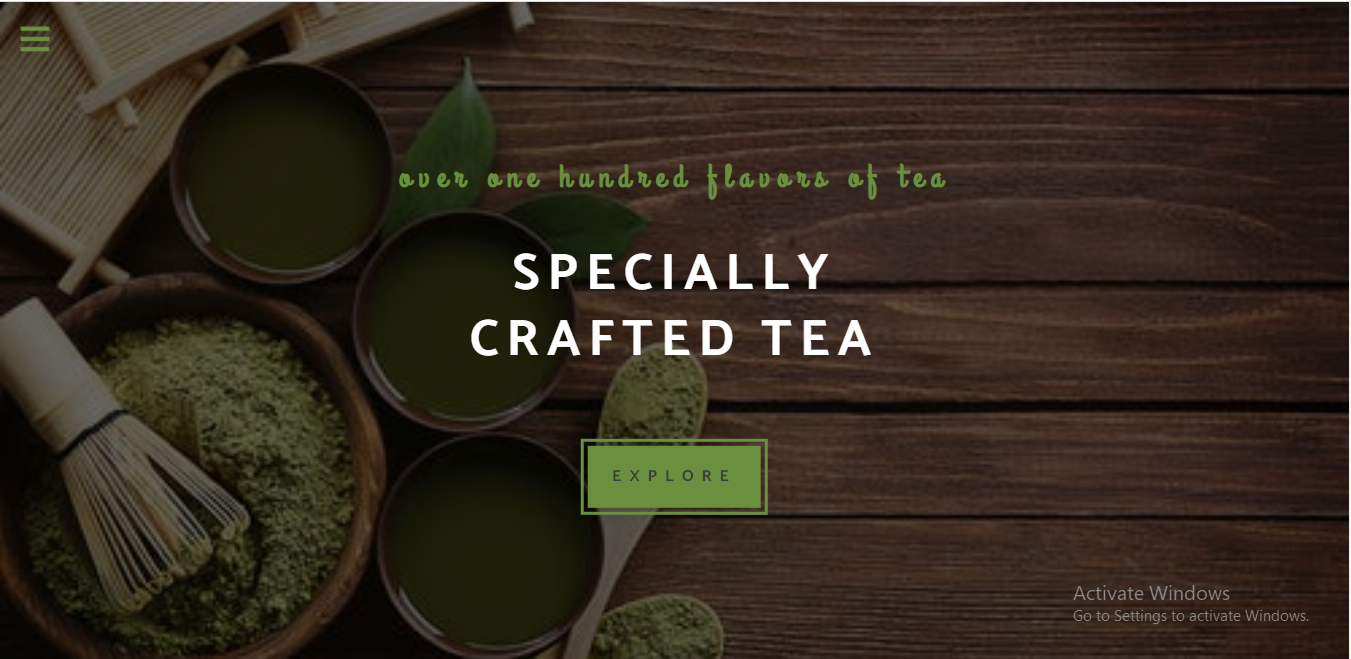 over one hundred flavors of tea
SPECIALLY
CRAFTED TEA
EXPLORE
Activate Windows
Go to Settings to activate Windows.